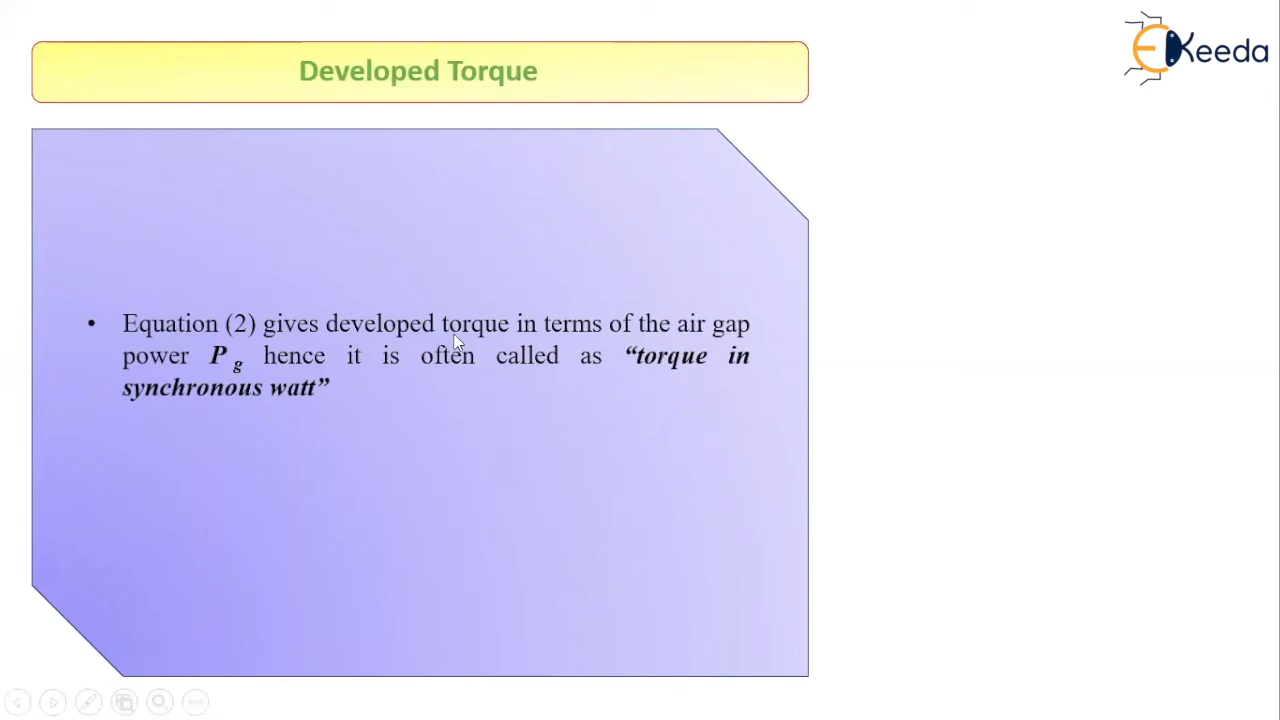 Developed Torque
EKeeda
• Equation (2) gives developed torque in terms of the air gap
power P g hence it is often called as “torque in
synchronous watt”